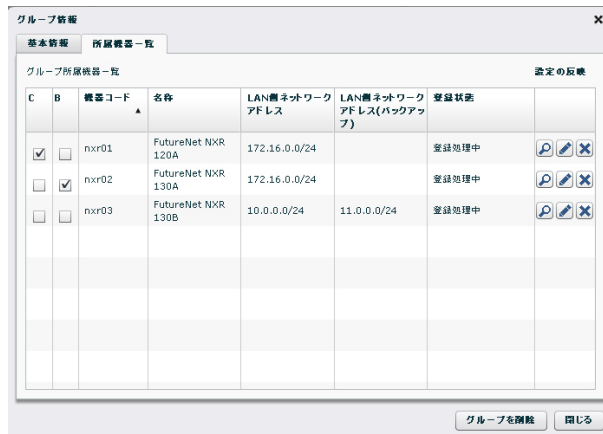 グループ情報
基本情報 所属機器一覧
グループ所属機器一覧 設定の反映
C B 機器コード 名称 LAN側ネットワークアドレス LAN側ネットワークアドレス(バックアップ) 登録状態
nxr01 FutureNet NXR 120A 172.16.0.0/24 登録処理中
nxr02 FutureNet NXR 130A 172.16.0.0/24 登録処理中
nxr03 FutureNet NXR 130B 10.0.0.0/24 11.0.0.0/24 登録処理中
グループを削除 閉じる